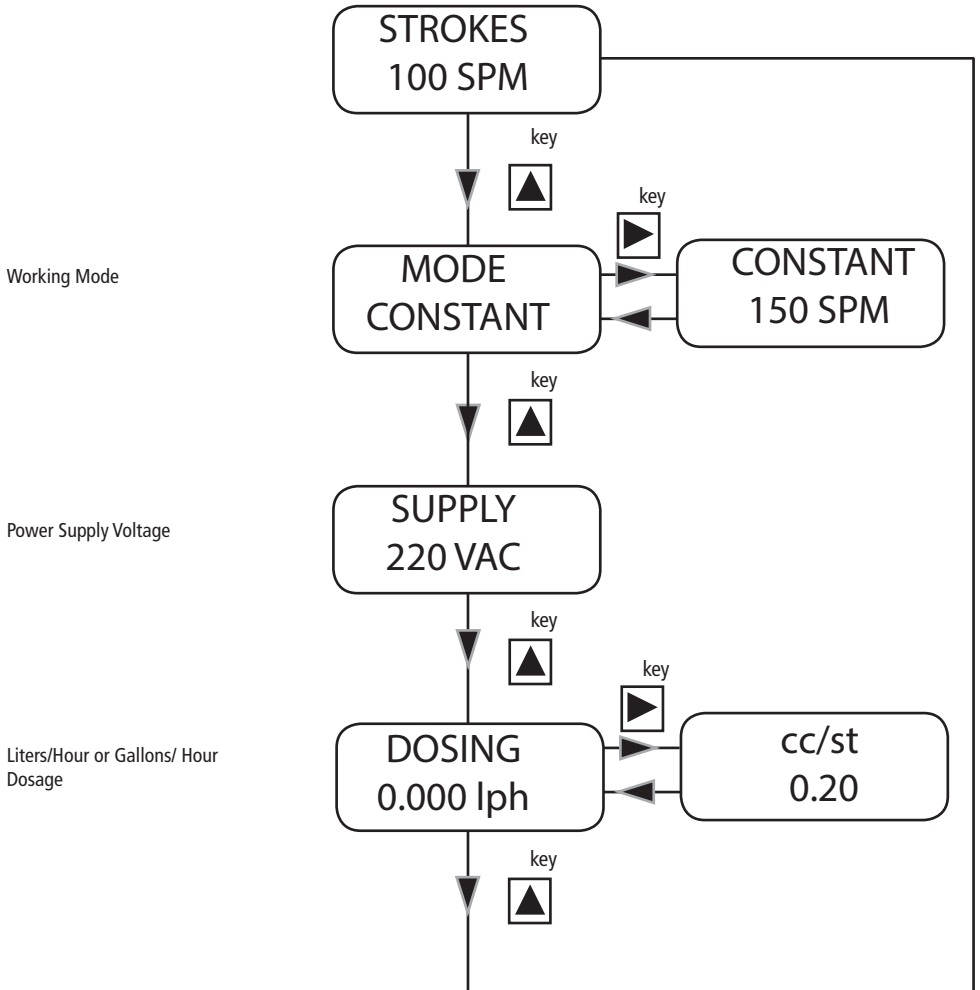 STROKES
100 SPM
key
key
Working Mode
MODE
CONSTANT
CONSTANT
150 SPM
key
Power Supply Voltage
SUPPLY
220 VAC
key
key
Liters/Hour or Gallons/ Hour
Dosage
DOSING
0.000 lph
cc/st
0.20
key